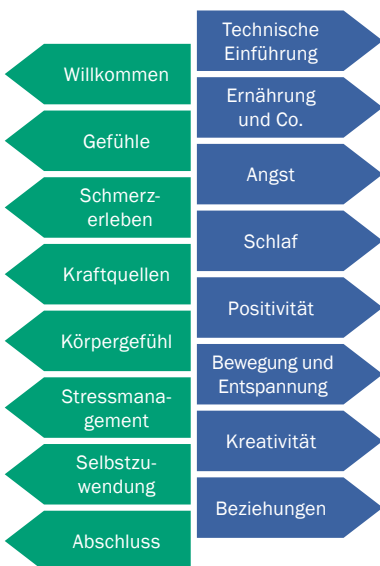 Technische
Einführung
Willkommen
Ernährung
und Co.
Gefühle
Angst
Schmerz-
erleben
Schlaf
Kraftquellen
Positivität
Körpergefühl
Bewegung und
Entspannung
Stressmana-
gement
Kreativität
Selbstzu-
wendung
Beziehungen
Abschluss